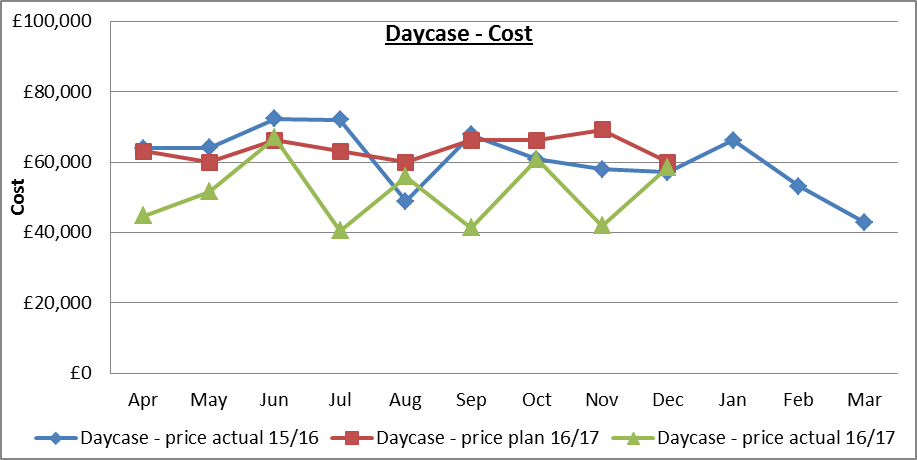 Daycase - Cost
£100,000
£80,000
£60,000
£40,000
£20,000
£0
Cost
Apr May Jun Jul Aug Sep Oct Nov Dec Jan Feb Mar
Daycase - price actual 15/16 Daycase - price plan 16/17 Daycase - price actual 16/17